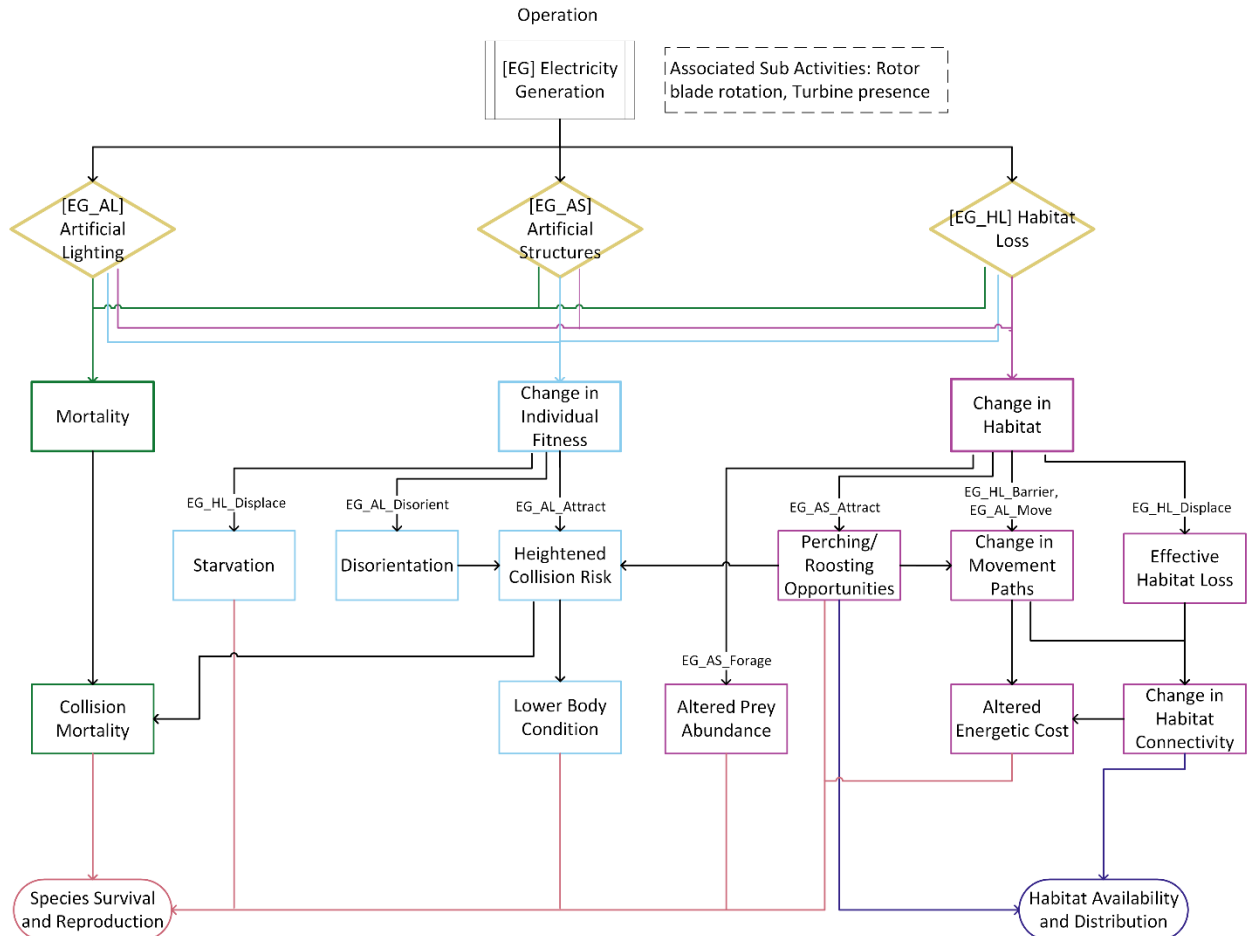 Operation
[EG] Electricity
Generation
Associated Sub Activities: Rotor
blade rotation, Turbine presence
[EG_AL]
Artificial
Lighting
[EG_AS]
Artificial
Structures
[EG_HL] Habitat
Loss
Mortality
Change in
Individual
Fitness
Change in
Habitat
EG_HL_Displace
EG_AL_Disorient
EG_AL_Attract
EG_AS_Attract
EG_HL_Barrier,
EG_AL_Move
EG_HL_Displace
Starvation
Disorientation
Heightened
Collision Risk
Perching/
Roosting
Opportunities
Change in
Movement
Paths
Effective
Habitat Loss
EG_AS_Forage
Collision
Mortality
Lower Body
Condition
Altered Prey
Abundance
Altered
Energetic Cost
Change in
Habitat
Connectivity
Species Survival
and Reproduction
Habitat Availability
and Distribution